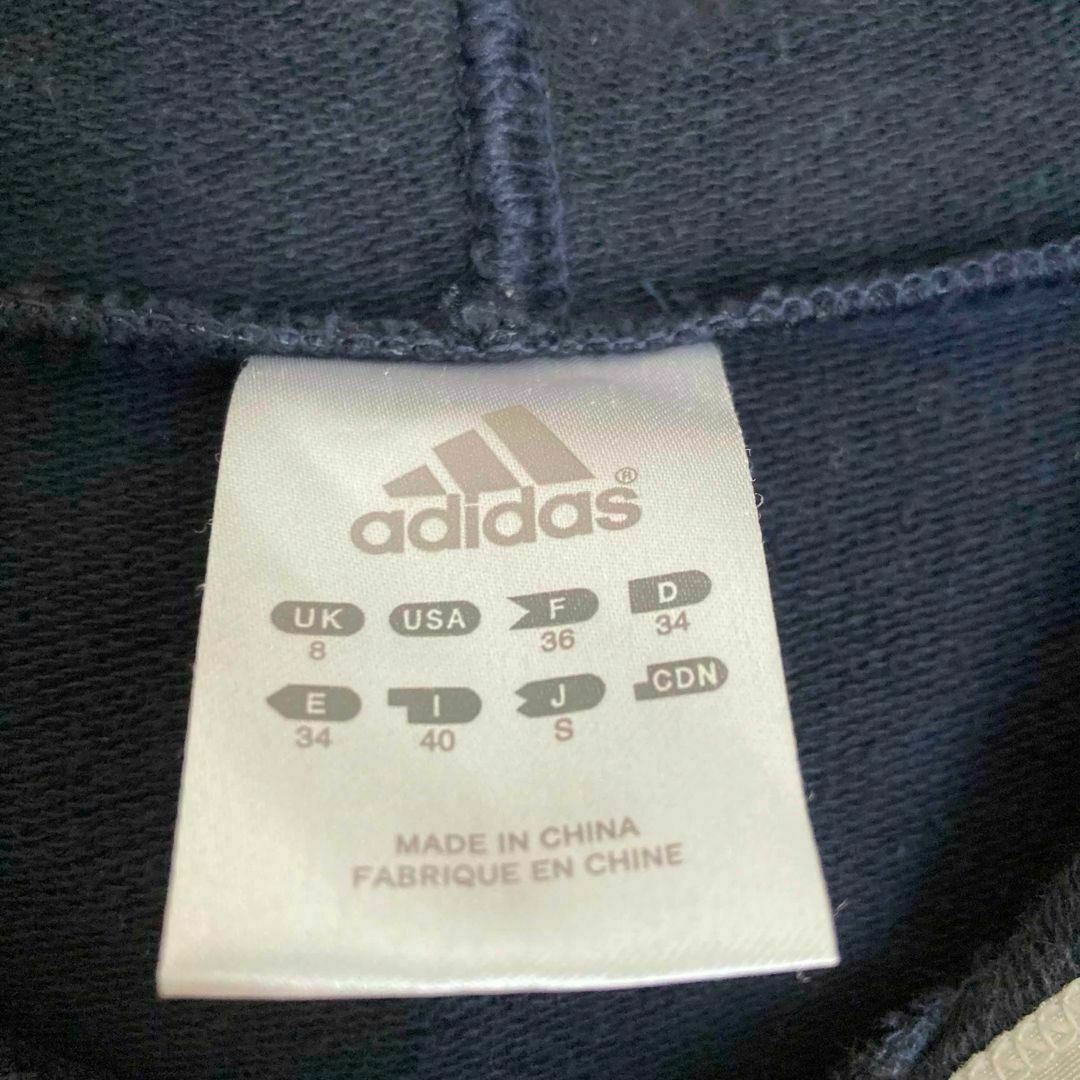 adidas®
UK USA F D
8 36 34
E I J CDN
34 40 S
MADE IN CHINA
FABRIQUE EN CHINE